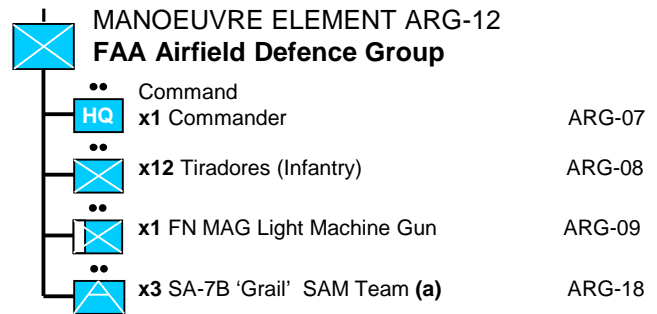 MANOEUVRE ELEMENT ARG-12
FAA Airfield Defence Group
Command
HQ x1 Commander ARG-07
x12 Tiradores (Infantry) ARG-08
x1 FN MAG Light Machine Gun ARG-09
x3 SA-7B ‘Grail’ SAM Team (a) ARG-18